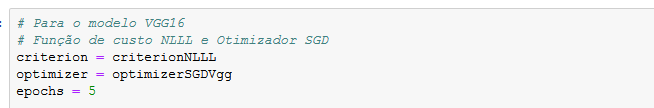 # Para o modelo VGG16
# Função de custo NLLL e Otimizador SGD
criterion = criterionNLLL
optimizer = optimizerSGDVgg
epochs = 5